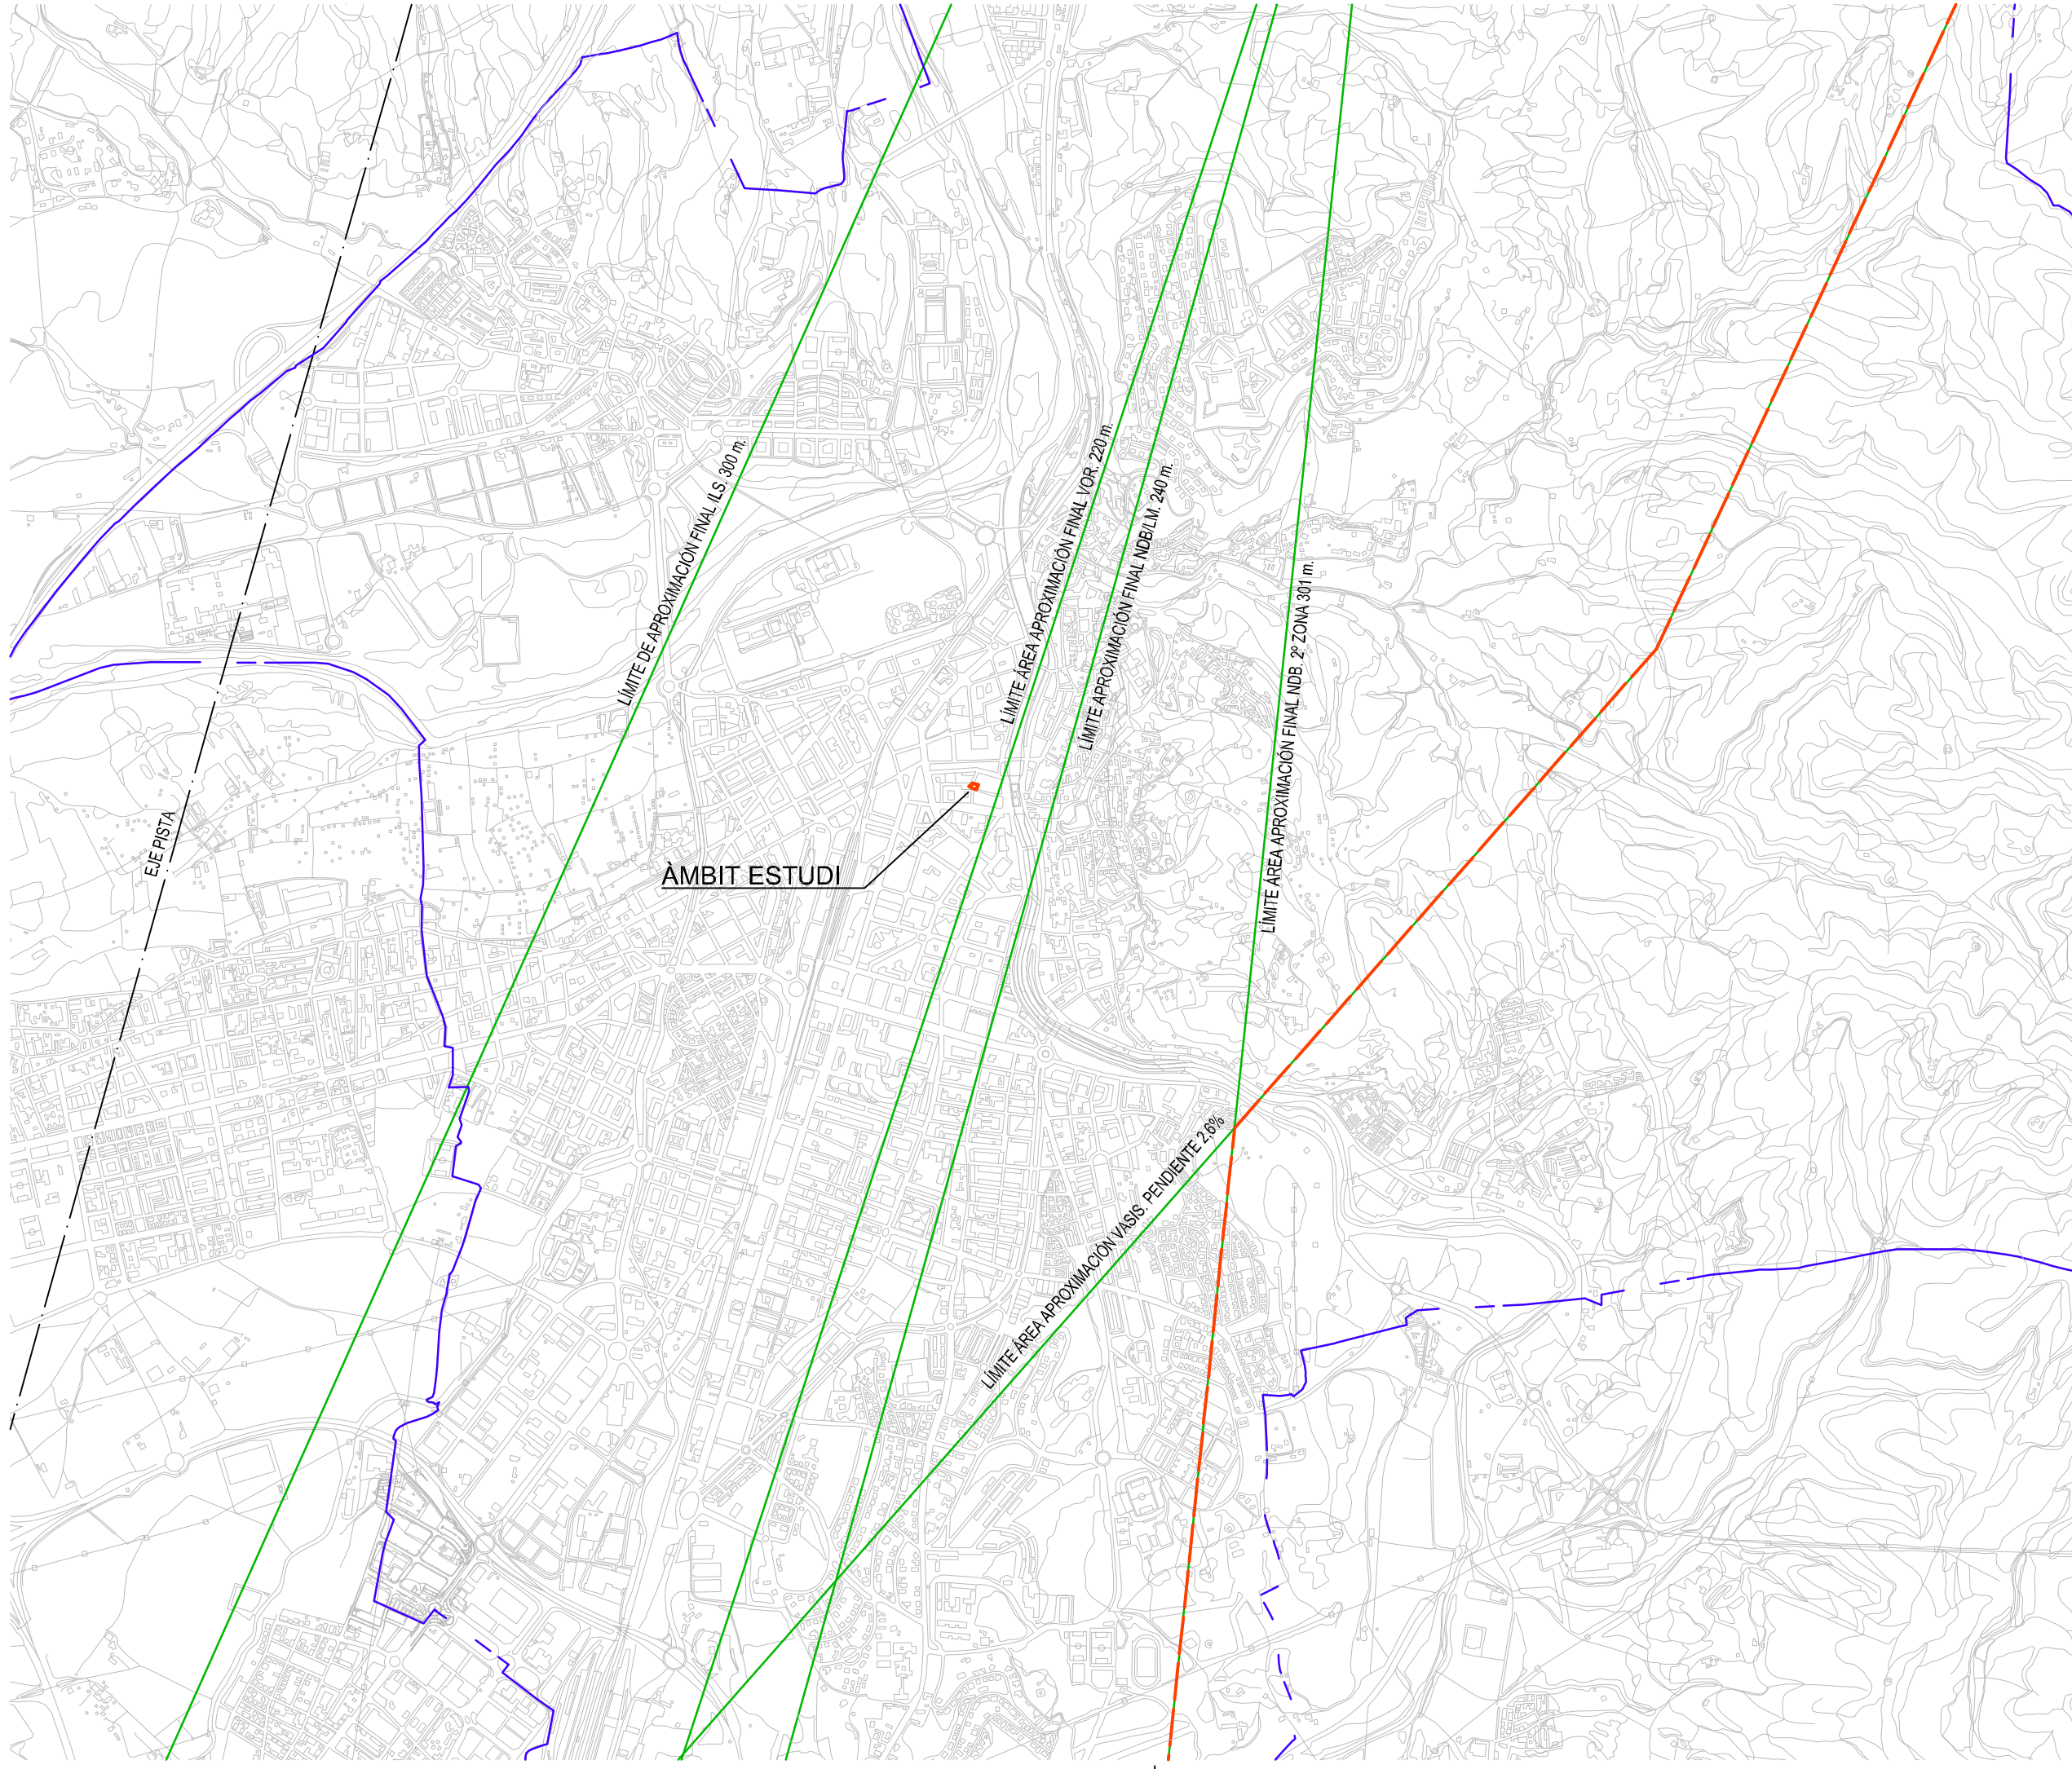 LÍMITE DE APROXIMACIÓN FINAL ILS. 300 m.
LÍMITE ÁREA APROXIMACIÓN FINAL VOR. 220 m.
LÍMITE APROXIMACIÓN FINAL NDB/LM. 240 m.
LÍMITE ÁREA APROXIMACIÓN FINAL NDB. 2º ZONA 301 m.
EJE PISTA
ÀMBIT ESTUDI
LÍMITE ÁREA APROXIMACIÓN VASIS. PENDIENTE 2,6%